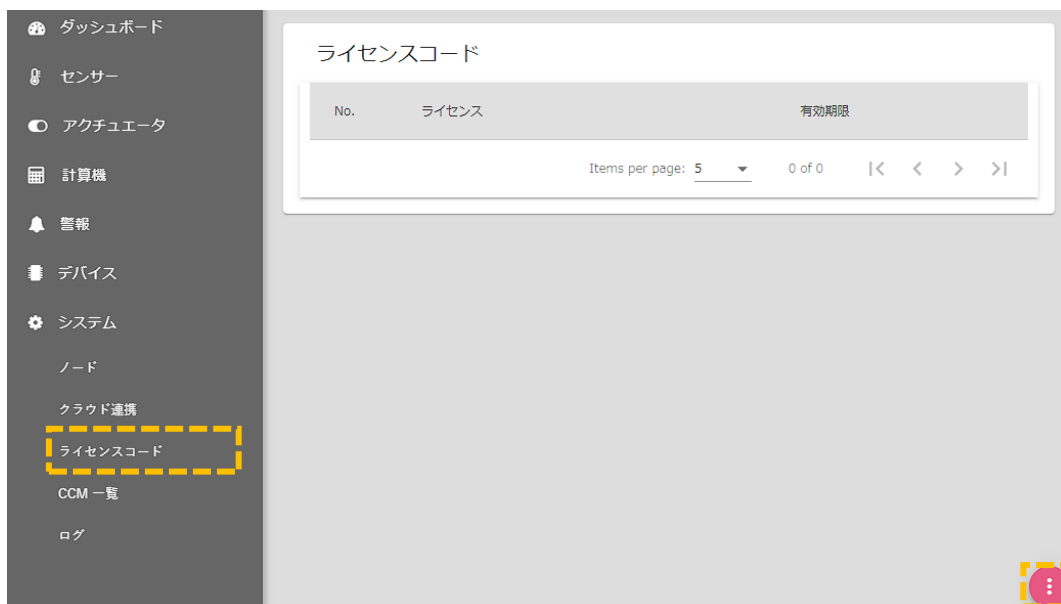 ダッシュボード
センサー
アクチュエータ
計算機
警報
デバイス
システム
ノード
クラウド連携
ライセンスコード
CCM 一覧
ログ
ライセンスコード
No. ライセンス 有効期限
Items per page: 5 0 of 0